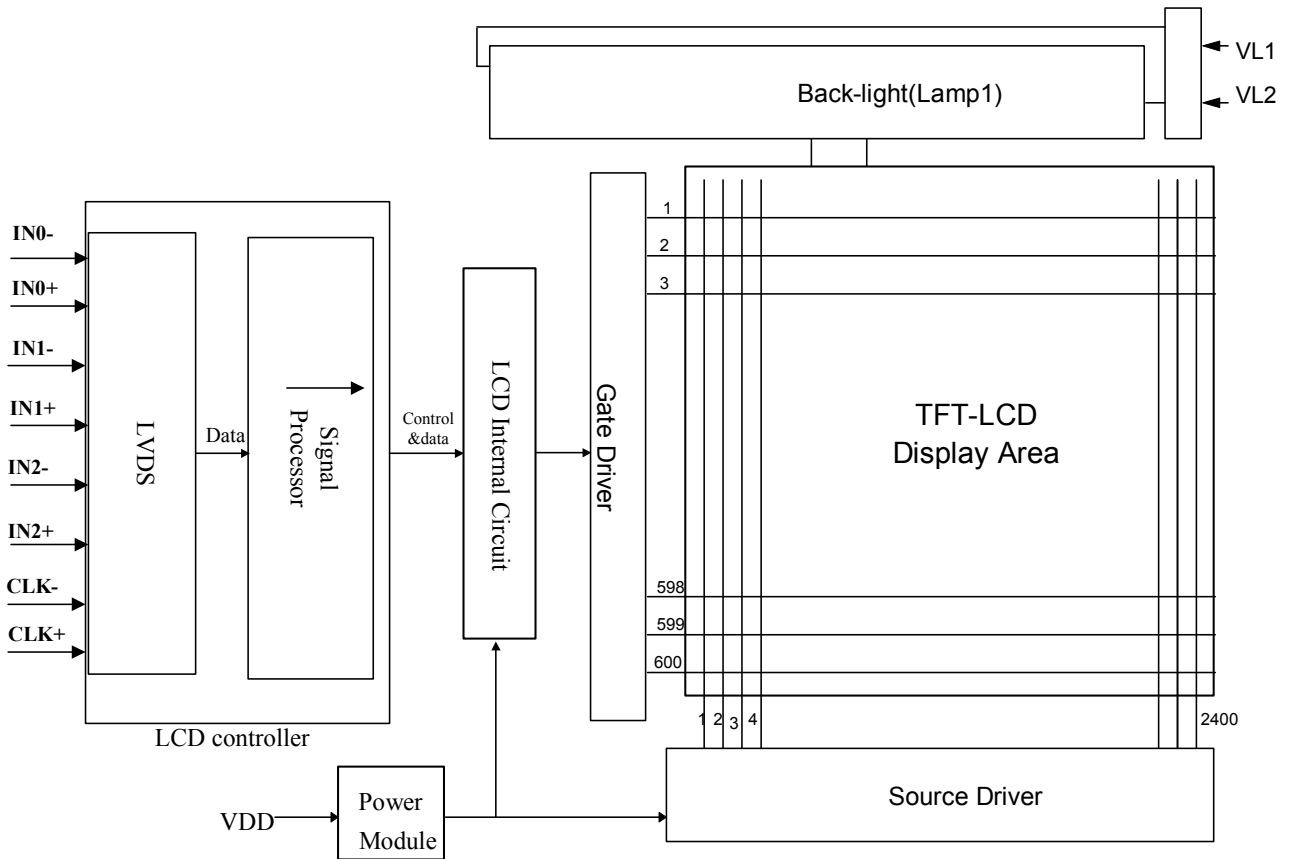 VL1
Back-light(Lamp1)
VL2
IN0-
IN0+
IN1-
IN1+
IN2-
IN2+
CLK-
CLK+
LVDS
Data
Signal
Processor
LCD controller
Control
&data
LCD Internal Circuit
Gate Driver
1
2
3
TFT-LCD
Display Area
598
599
600
1
2
3
4
2400
VDD
Power
Module
Source Driver